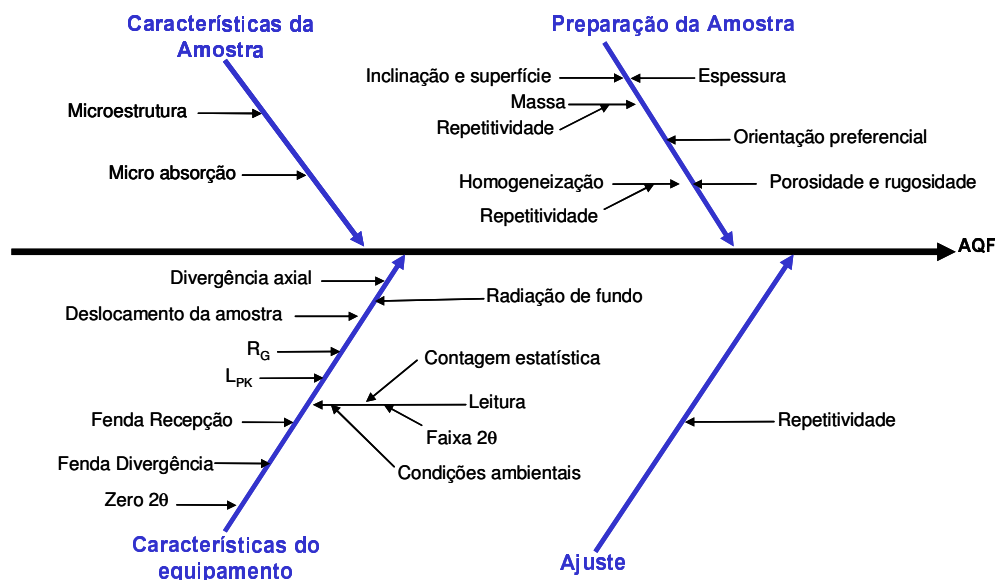 Características da
Amostra
Preparação da Amostra
Inclinação e superfície
Espessura
Massa
Repetitividade
Microestrutura
Orientação preferencial
Micro absorção
Homogeneização
Porosidade e rugosidade
Repetitividade
AQF
Divergência axial
Radiação de fundo
Deslocamento da amostra
R_G
Contagem estatística
L_PK
Leitura
Fenda Recepção
Faixa 2θ
Repetitividade
Fenda Divergência
Condições ambientais
Zero 2θ
Características do
equipamento
Ajuste